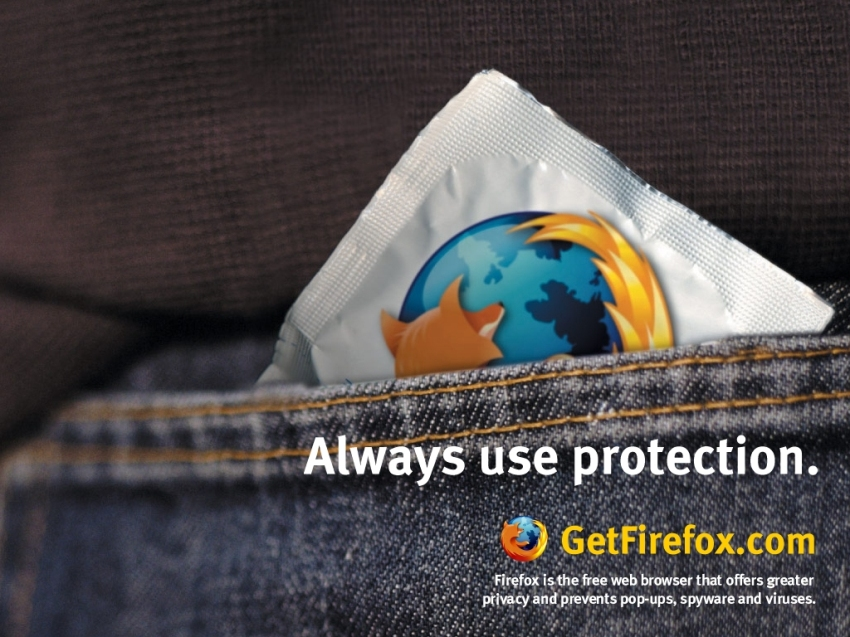 Always use protection.
GetFirefox.com
Firefox is the free web browser that offers greater
privacy and prevents pop-ups, spyware and viruses.